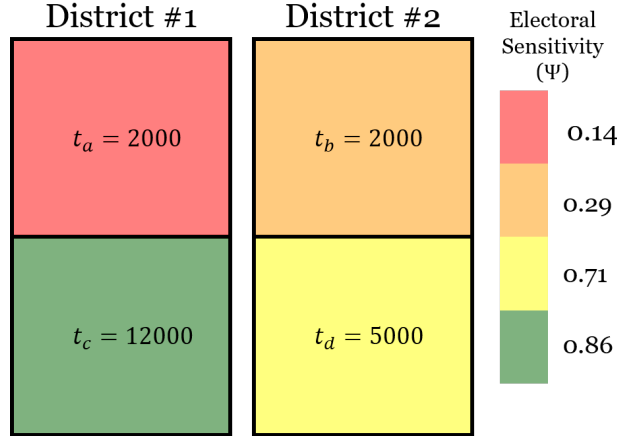 District #1
District #2
Electoral
Sensitivity
(Ψ)
t_a = 2000
t_b = 2000
t_c = 12000
t_d = 5000
0.14
0.29
0.71
0.86